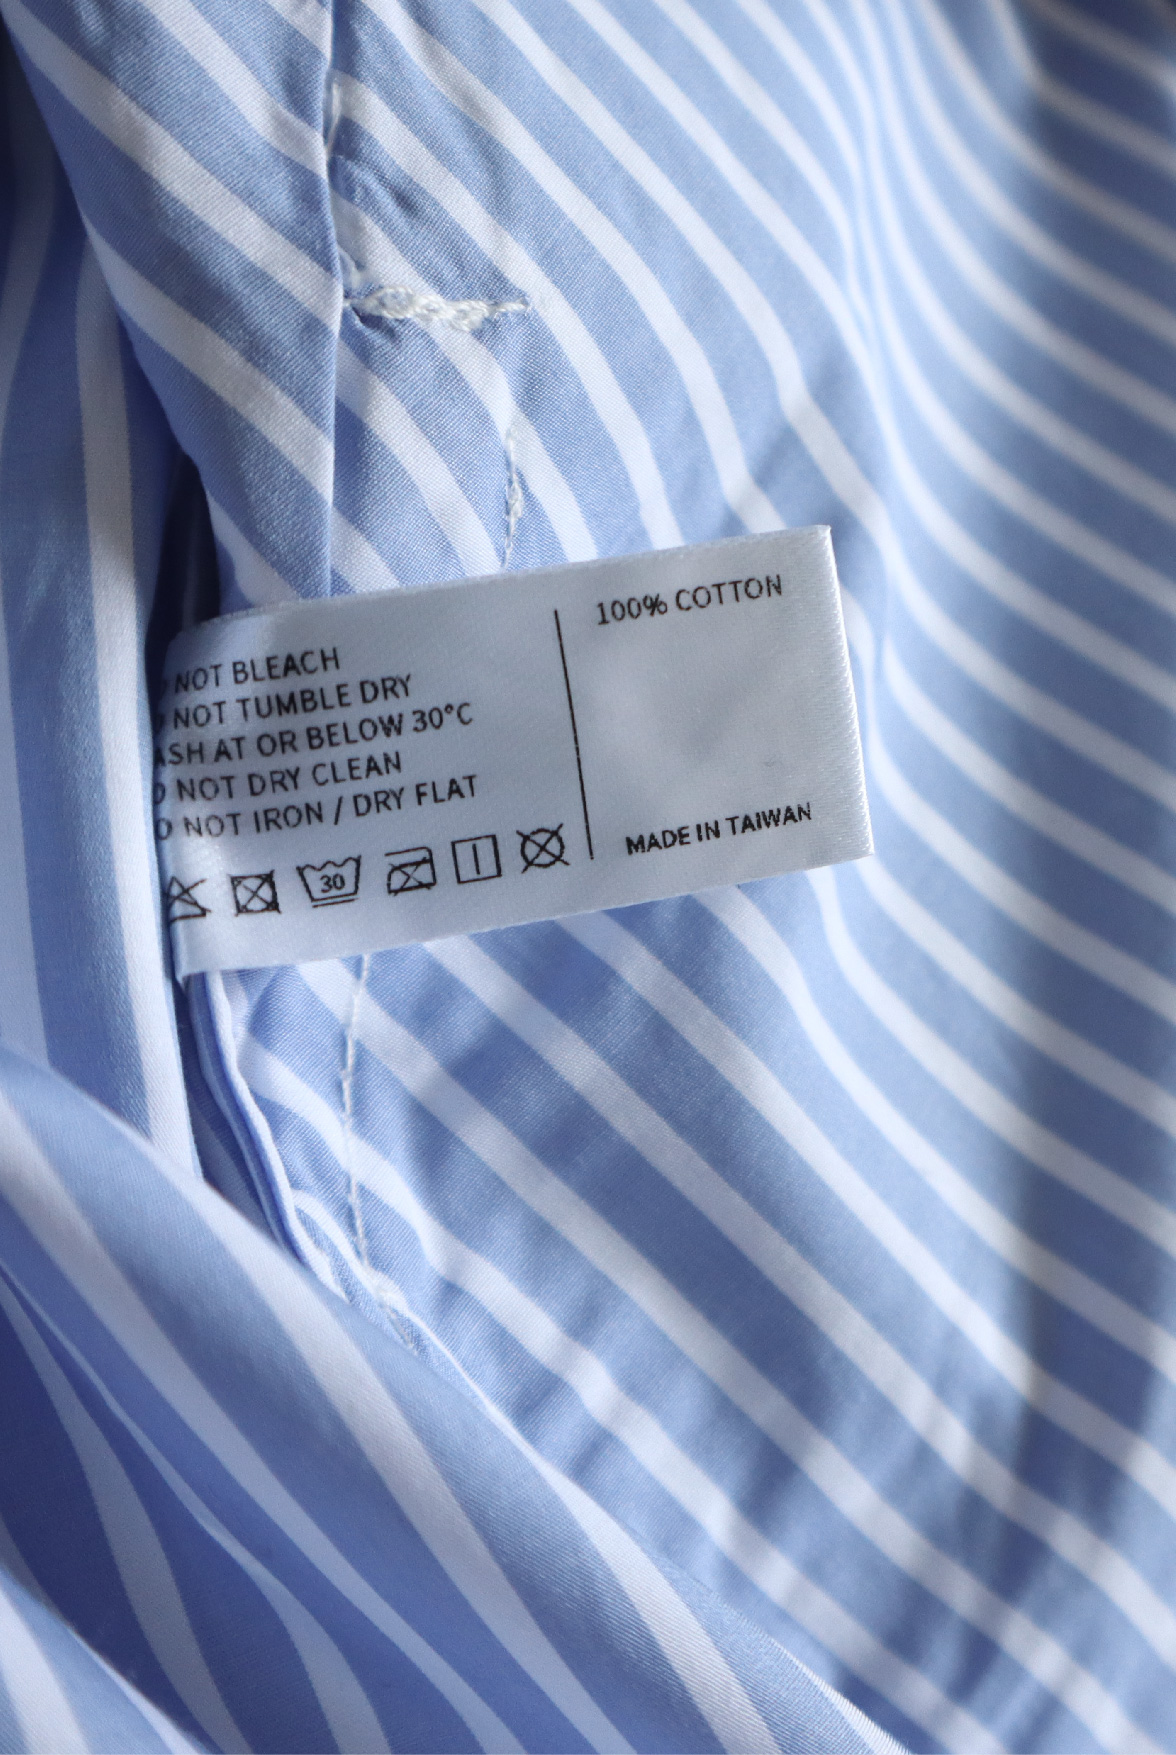 NOT BLEACH
NOT TUMBLE DRY
ASH AT OR BELOW 30°C
O NOT DRY CLEAN
O NOT IRON / DRY FLAT
30
100% COTTON
MADE IN TAIWAN